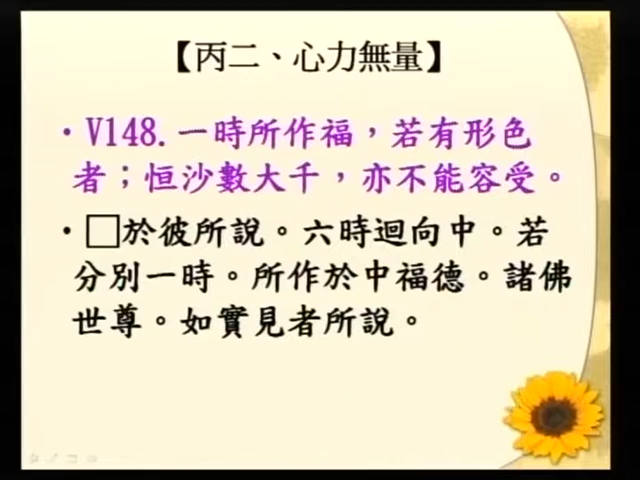 【丙二、心力無量】
•V148.一時所作福，若有形色
者；恒沙數大千，亦不能容受。
•□於彼所說。六時迴向中。若
分別一時。所作於中福德。諸佛
世尊。如實見者所說。